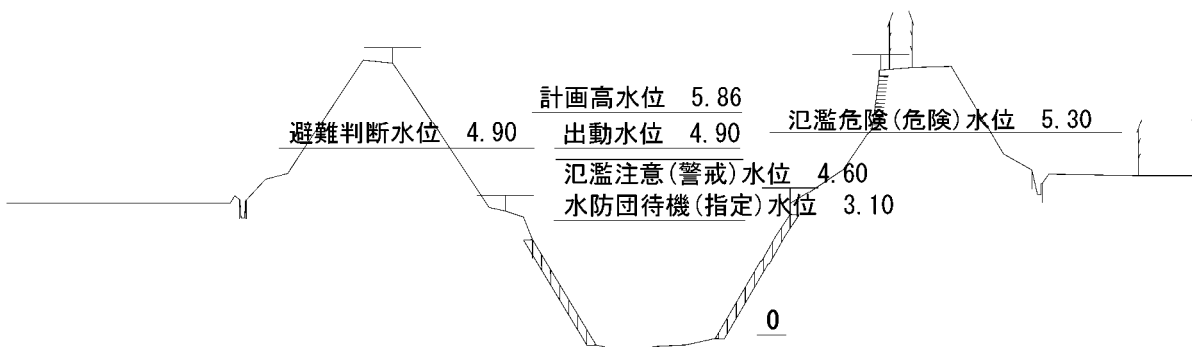 計画高水位 5.86
避難判断水位 4.90
出動水位 4.90
氾濫危険(危険)水位 5.30
氾濫注意(警戒)水位 4.60
水防団待機(指定)水位 3.10
0